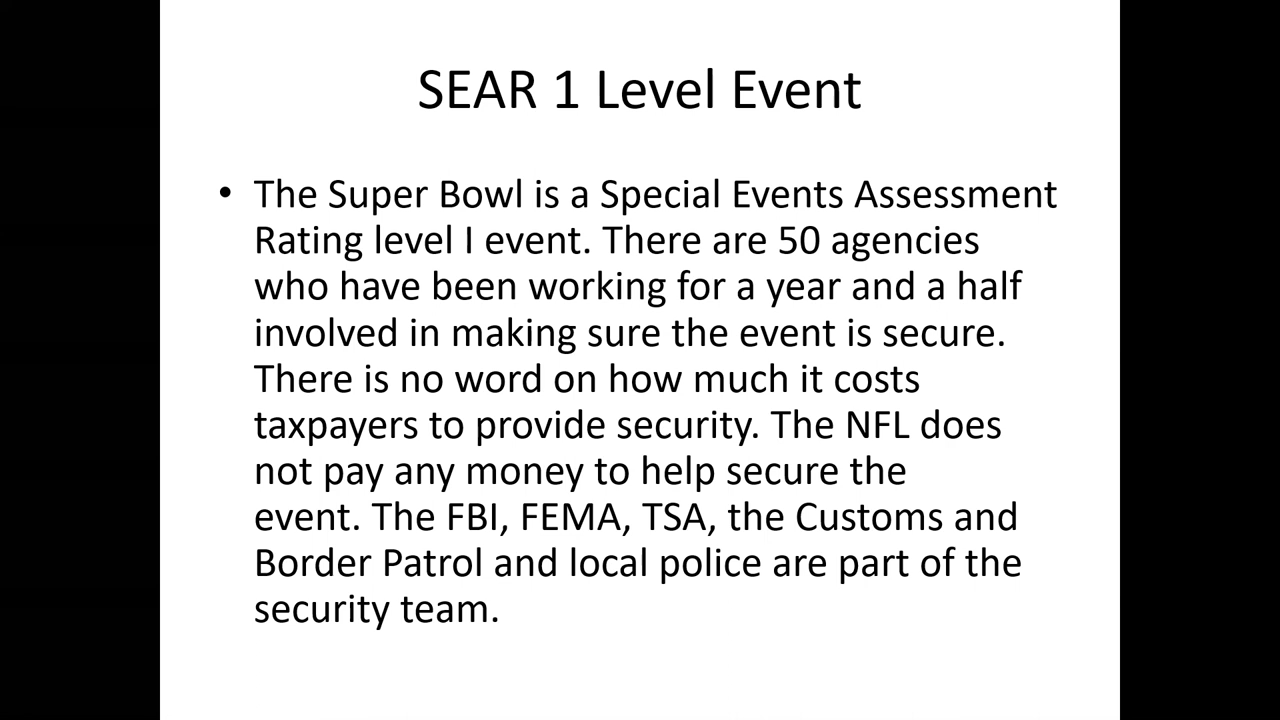 SEAR 1 Level Event
• The Super Bowl is a Special Events Assessment
Rating level I event. There are 50 agencies
who have been working for a year and a half
involved in making sure the event is secure.
There is no word on how much it costs
taxpayers to provide security. The NFL does
not pay any money to help secure the
event. The FBI, FEMA, TSA, the Customs and
Border Patrol and local police are part of the
security team.